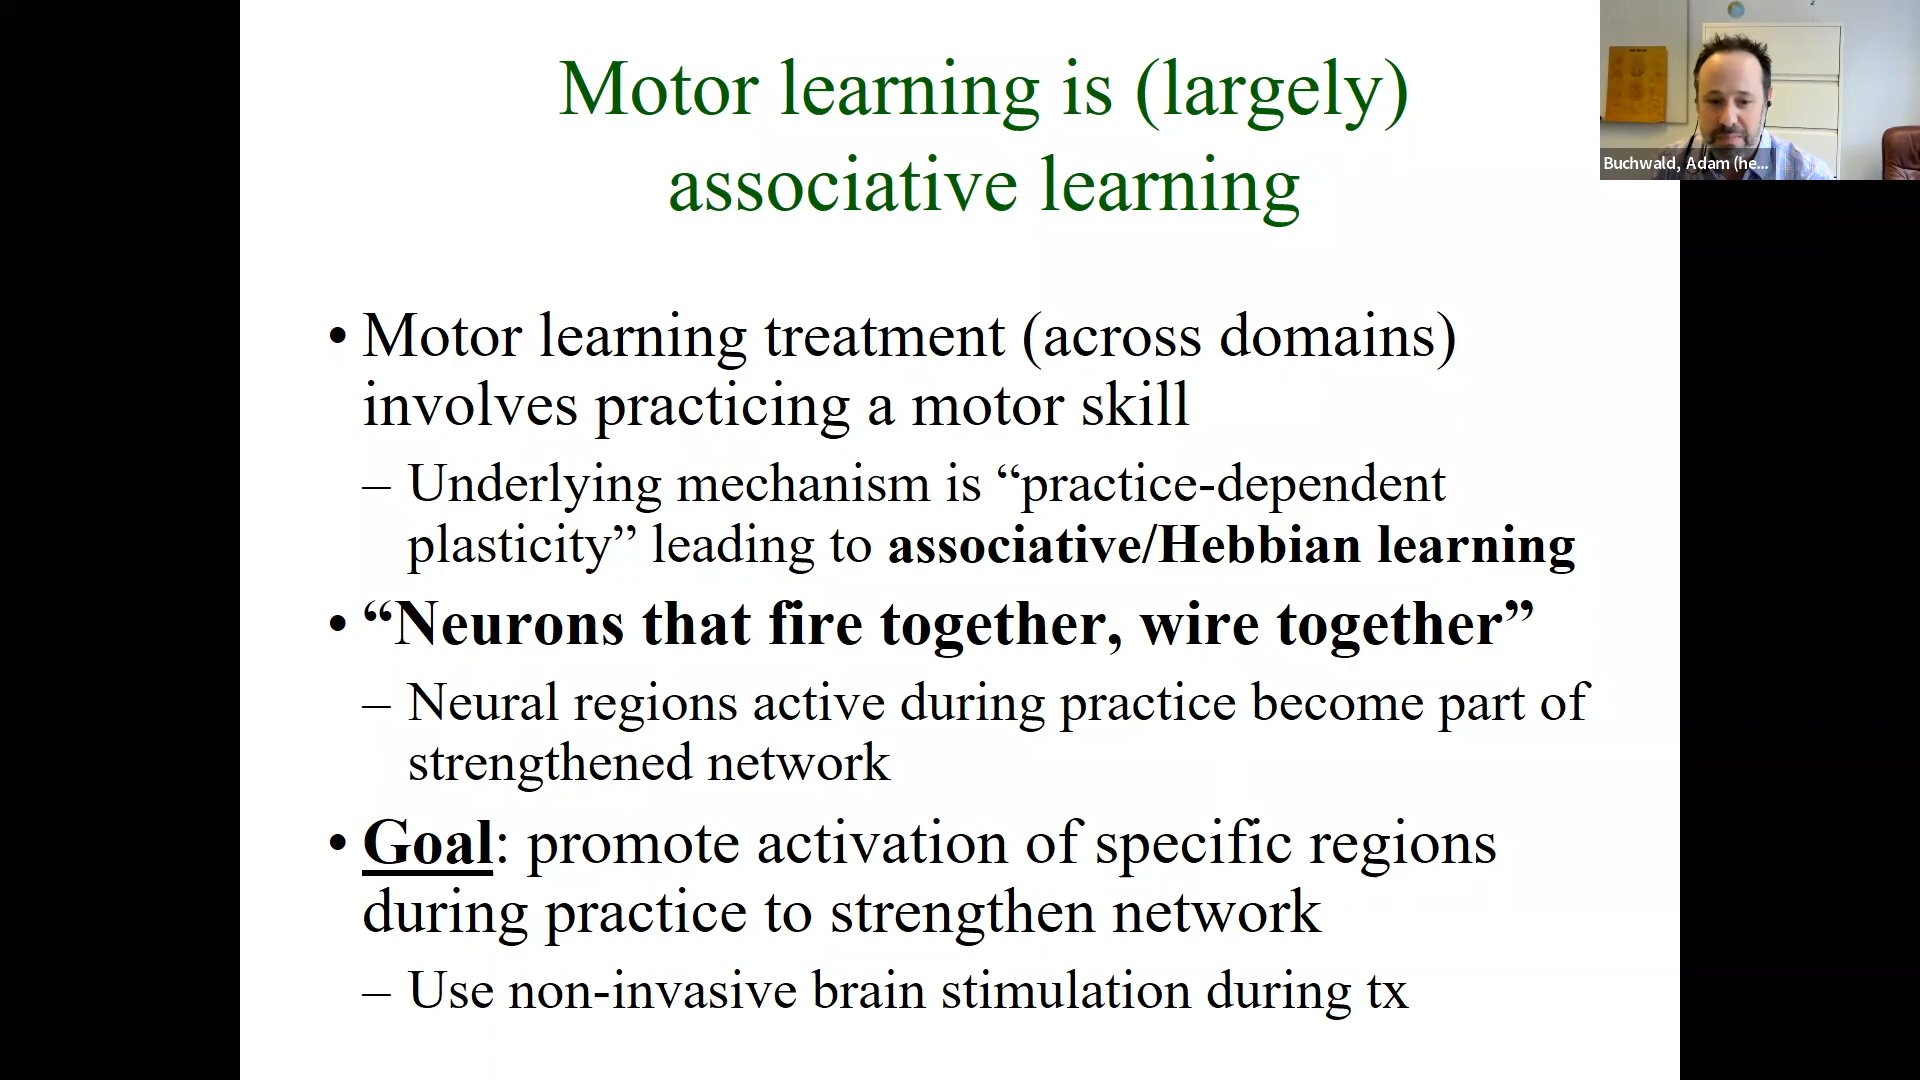 Motor learning is (largely)
associative learning
• Motor learning treatment (across domains)
involves practicing a motor skill
– Underlying mechanism is “practice-dependent
plasticity” leading to associative/Hebbian learning
• “Neurons that fire together, wire together”
– Neural regions active during practice become part of
strengthened network
• Goal: promote activation of specific regions
during practice to strengthen network
– Use non-invasive brain stimulation during tx
Buchwald, Adam (he...